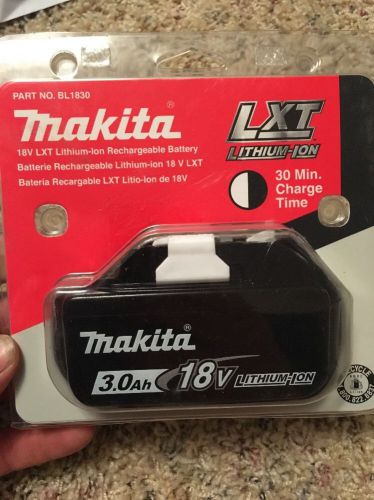 PART NO. BL1830
makita®
18V LXT Lithium-Ion Rechargeable Battery
Batterie Rechargeable Lithium-ion 18 V LXT
Batería Recargable LXT Litio-ion de 18V
LXT
LITHIUM-ION
30 Min.
Charge
Time
makita®
3.0Ah 18V LITHIUM-ION